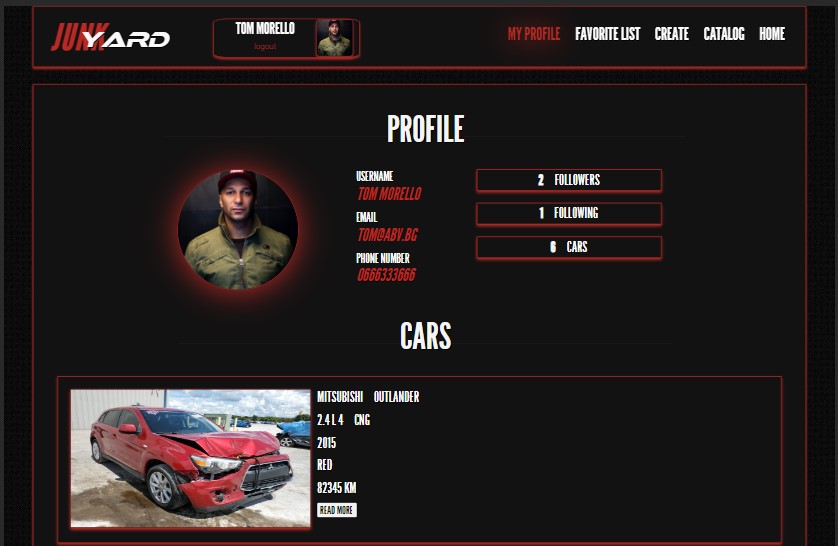 JUNK YARD
TOM MORELLO
logout
MY PROFILE FAVORITE LIST CREATE CATALOG HOME
PROFILE
USERNAME
TOM MORELLO
EMAIL
TOM@ABV.BG
PHONE NUMBER
0666333666
2 FOLLOWERS
1 FOLLOWING
6 CARS
CARS
MITSUBISHI OUTLANDER
2.4 L 4 CNG
2015
RED
82345 KM
READ MORE